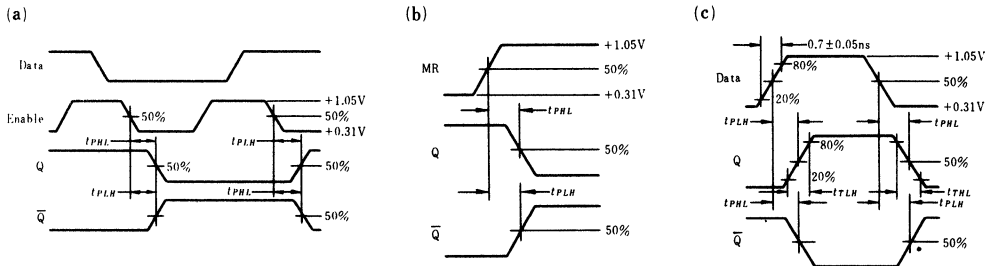 (a)
Data
Enable
50%
+1.05V
50%
+0.31V
tPHL
tPLH
Q
50%
50%
tPLH
tPHL
Q̅
50%
(b)
MR
+1.05V
50%
+0.31V
tPHL
Q
50%
tPLH
Q̅
50%
(c)
0.7±0.05ns
Data
80%
20%
+1.05V
50%
+0.31V
tPLH
tPHL
Q
80%
20%
50%
tTLH
tTHL
tPHL
tPLH
Q̅
50%